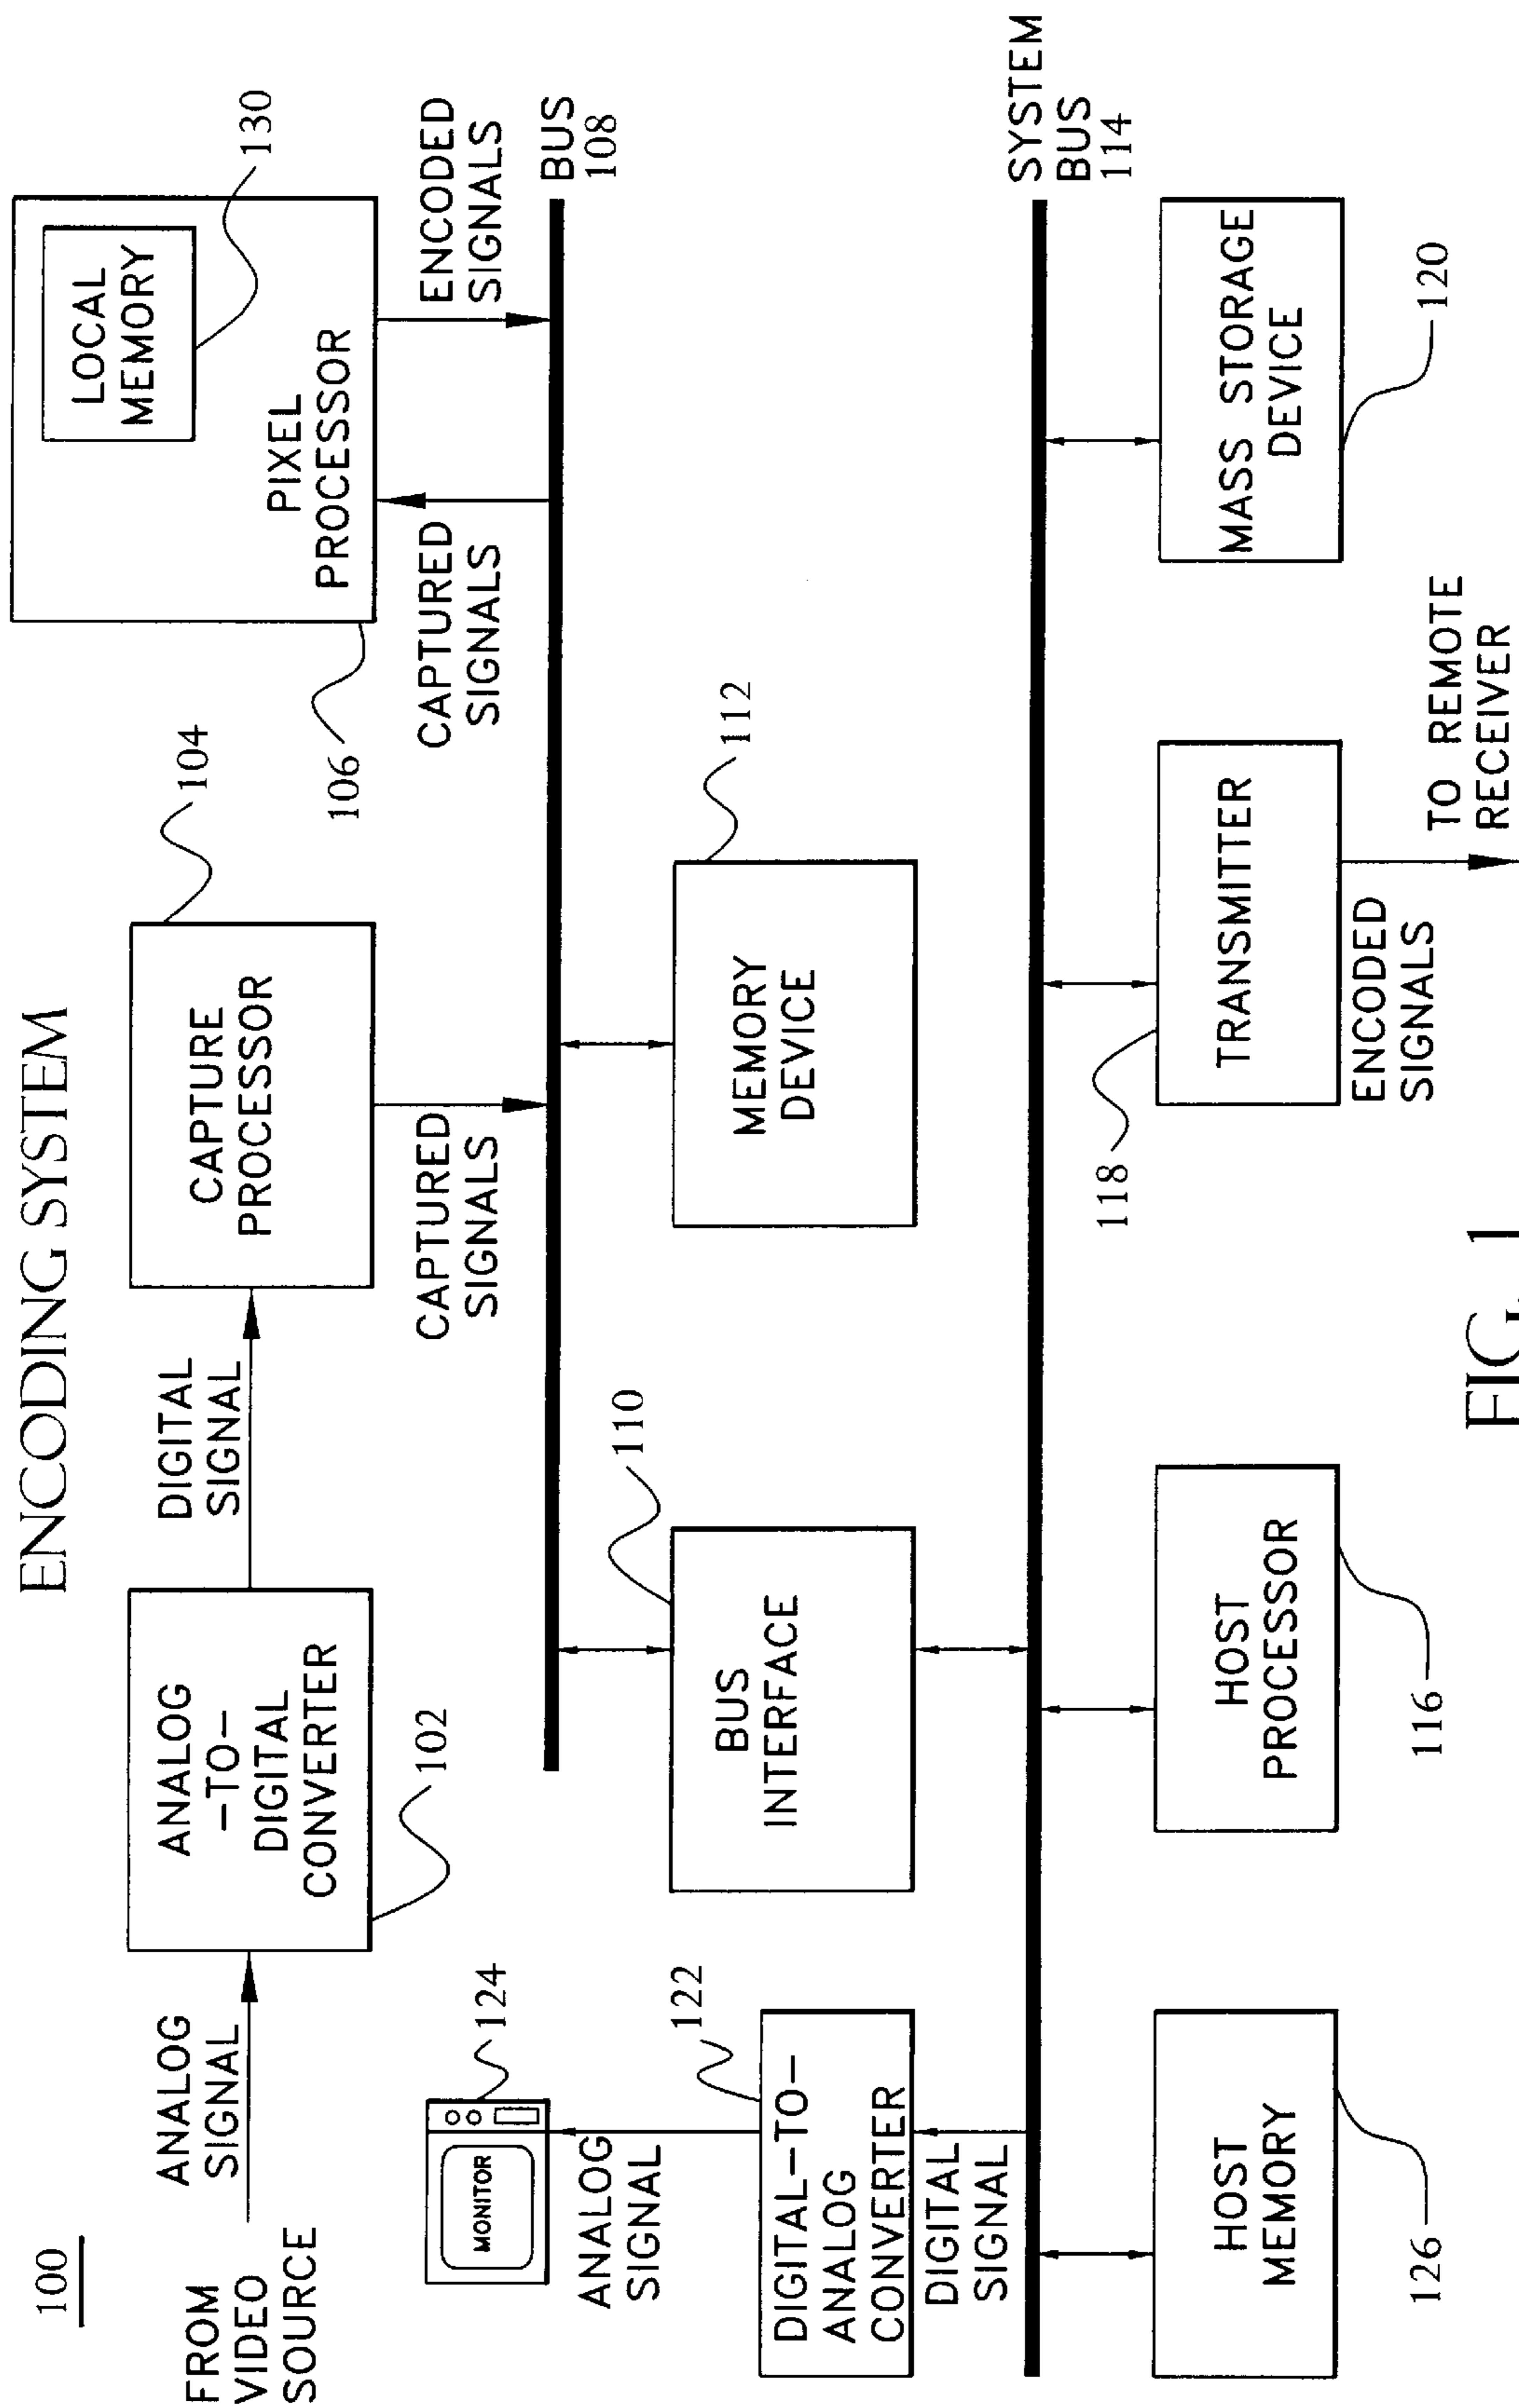 ENCODING SYSTEM
100
FROM
VIDEO
SOURCE
ANALOG
SIGNAL
ANALOG
-TO-
DIGITAL
CONVERTER
102
DIGITAL
SIGNAL
CAPTURE
PROCESSOR
104
CAPTURED
SIGNALS
LOCAL
MEMORY
130
PIXEL
PROCESSOR
106
CAPTURED
SIGNALS
ENCODED
SIGNALS
BUS
108
MONITOR
124
ANALOG
SIGNAL
122
DIGITAL-TO-
ANALOG
CONVERTER
DIGITAL
SIGNAL
BUS
INTERFACE
110
MEMORY
DEVICE
112
SYSTEM
BUS
114
HOST
MEMORY
126
HOST
PROCESSOR
116
118
TRANSMITTER
ENCODED
SIGNALS
TO REMOTE
RECEIVER
MASS STORAGE
DEVICE
120
FIG. 1